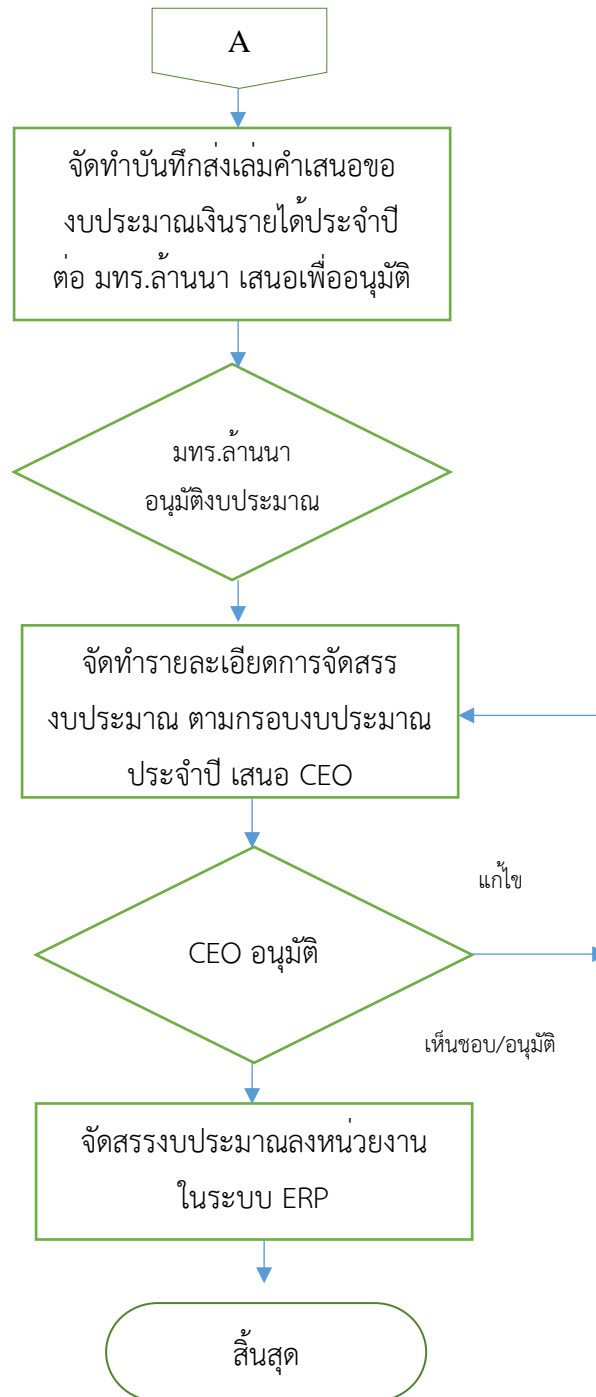 A
จัดทำบันทึกส่งเล่มคำเสนอขอ
งบประมาณเงินรายได้ประจำปี
ต่อ มทร.ล้านนา เสนอเพื่ออนุมัติ
มทร.ล้านนา
อนุมัติงบประมาณ
จัดทำรายละเอียดการจัดสรร
งบประมาณ ตามกรอบงบประมาณ
ประจำปี เสนอ CEO
แก้ไข
CEO อนุมัติ
เห็นชอบ/อนุมัติ
จัดสรรงบประมาณลงหน่วยงาน
ในระบบ ERP
สิ้นสุด